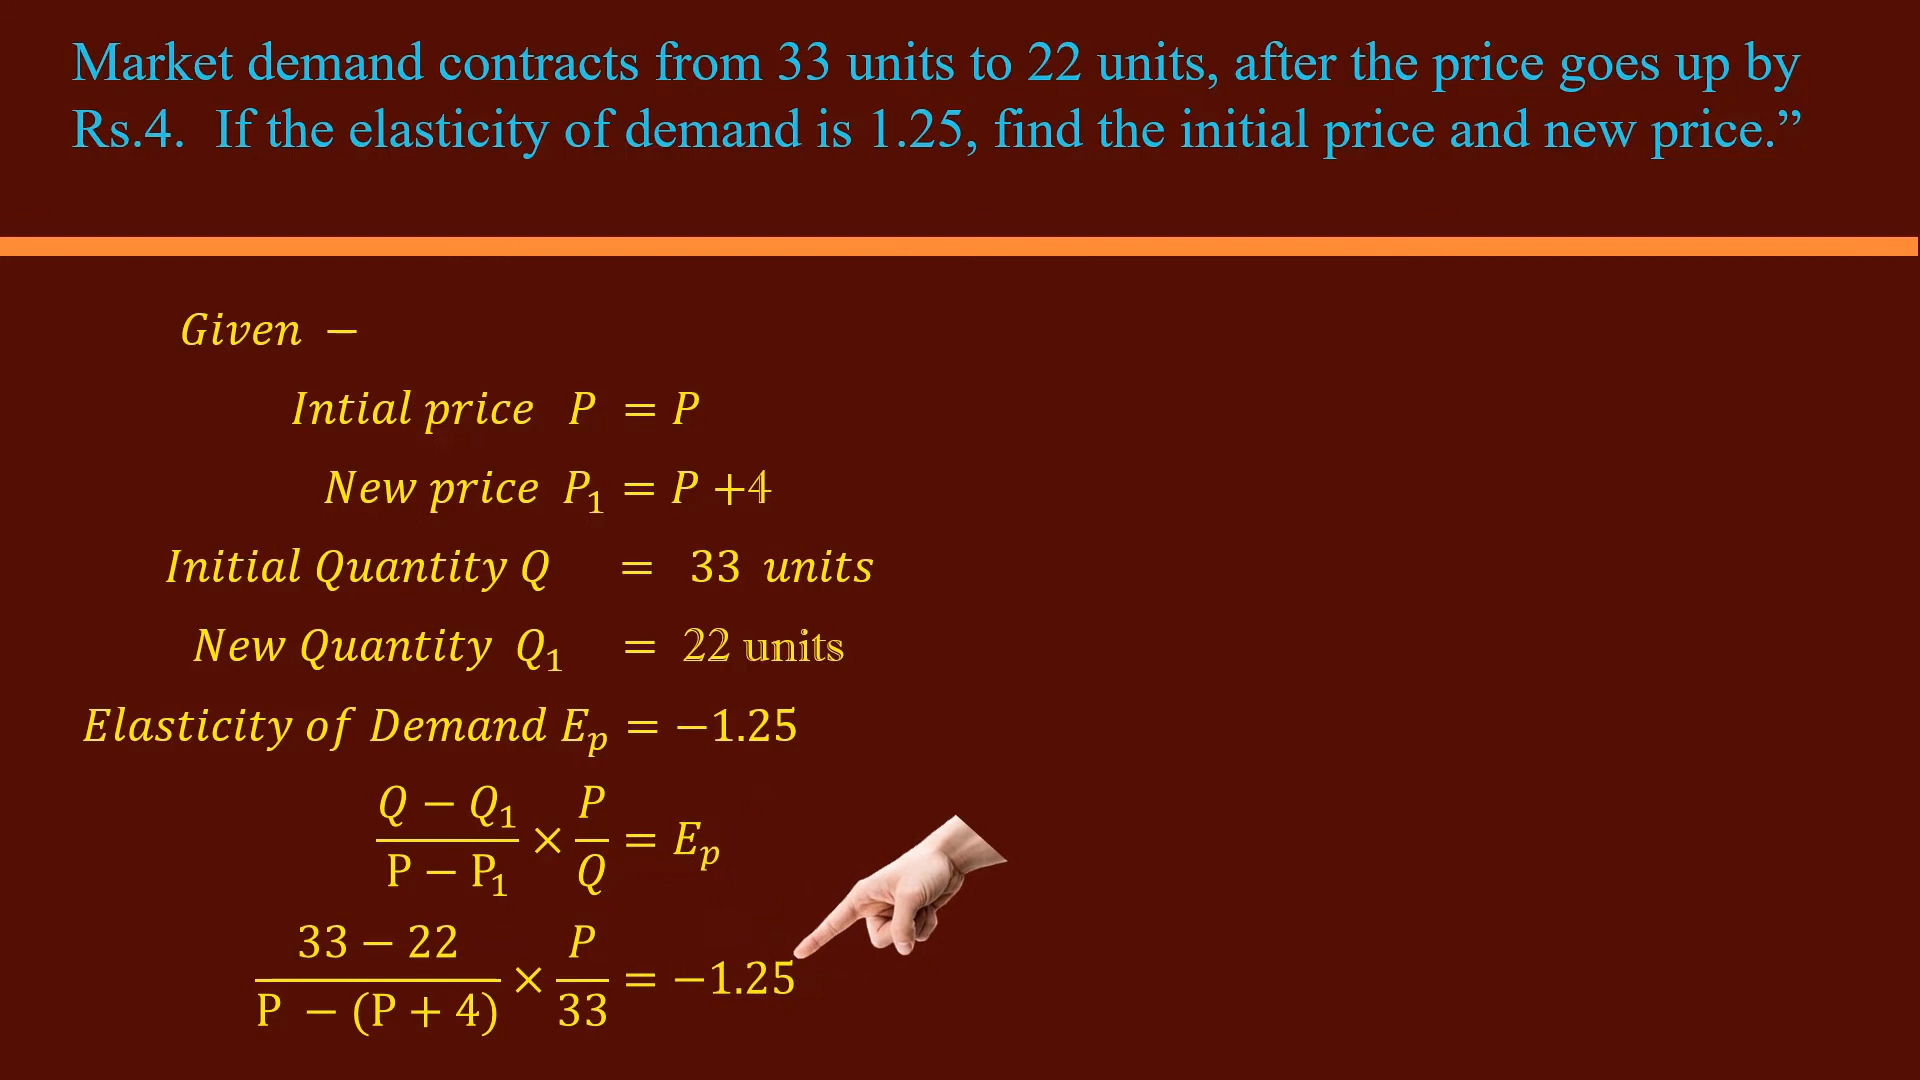 Market demand contracts from 33 units to 22 units, after the price goes up by
Rs.4. If the elasticity of demand is 1.25, find the initial price and new price.”
Given −
Intial price P = P
New price P₁ = P +4
Initial Quantity Q = 33 units
New Quantity Q₁ = 22 units
Elasticity of Demand Eₚ = −1.25
(Q − Q₁)/(P − P₁) × P/Q = Eₚ
(33 − 22)/(P − (P + 4)) × P/33 = −1.25